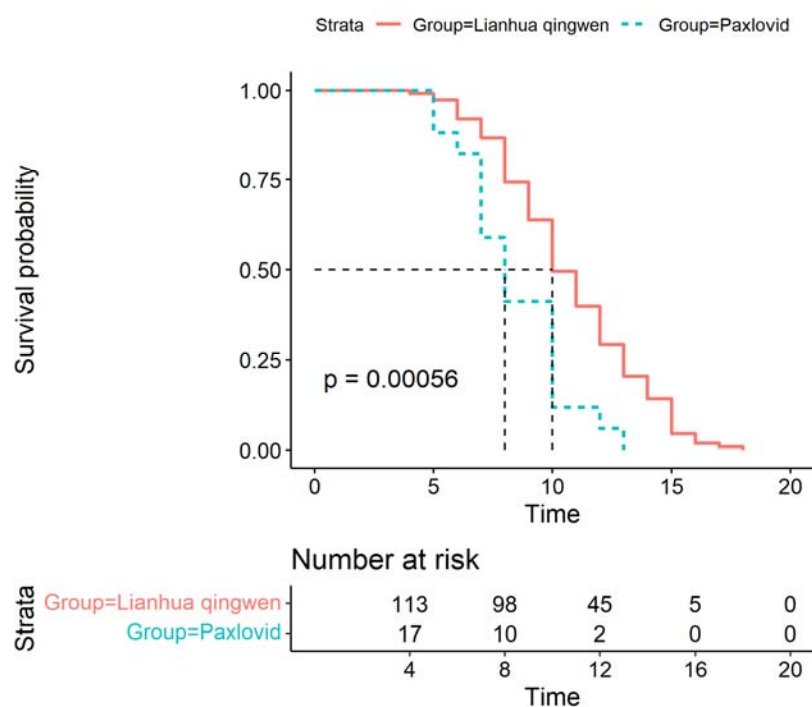 Strata Group=Lianhua qingwen Group=Paxlovid
Survival probability
1.00
0.75
0.50
0.25
0.00
p = 0.00056
0 5 10 15 20
Time
Number at risk
Strata
Group=Lianhua qingwen 113 98 45 5 0
Group=Paxlovid 17 10 2 0 0
4 8 12 16 20
Time